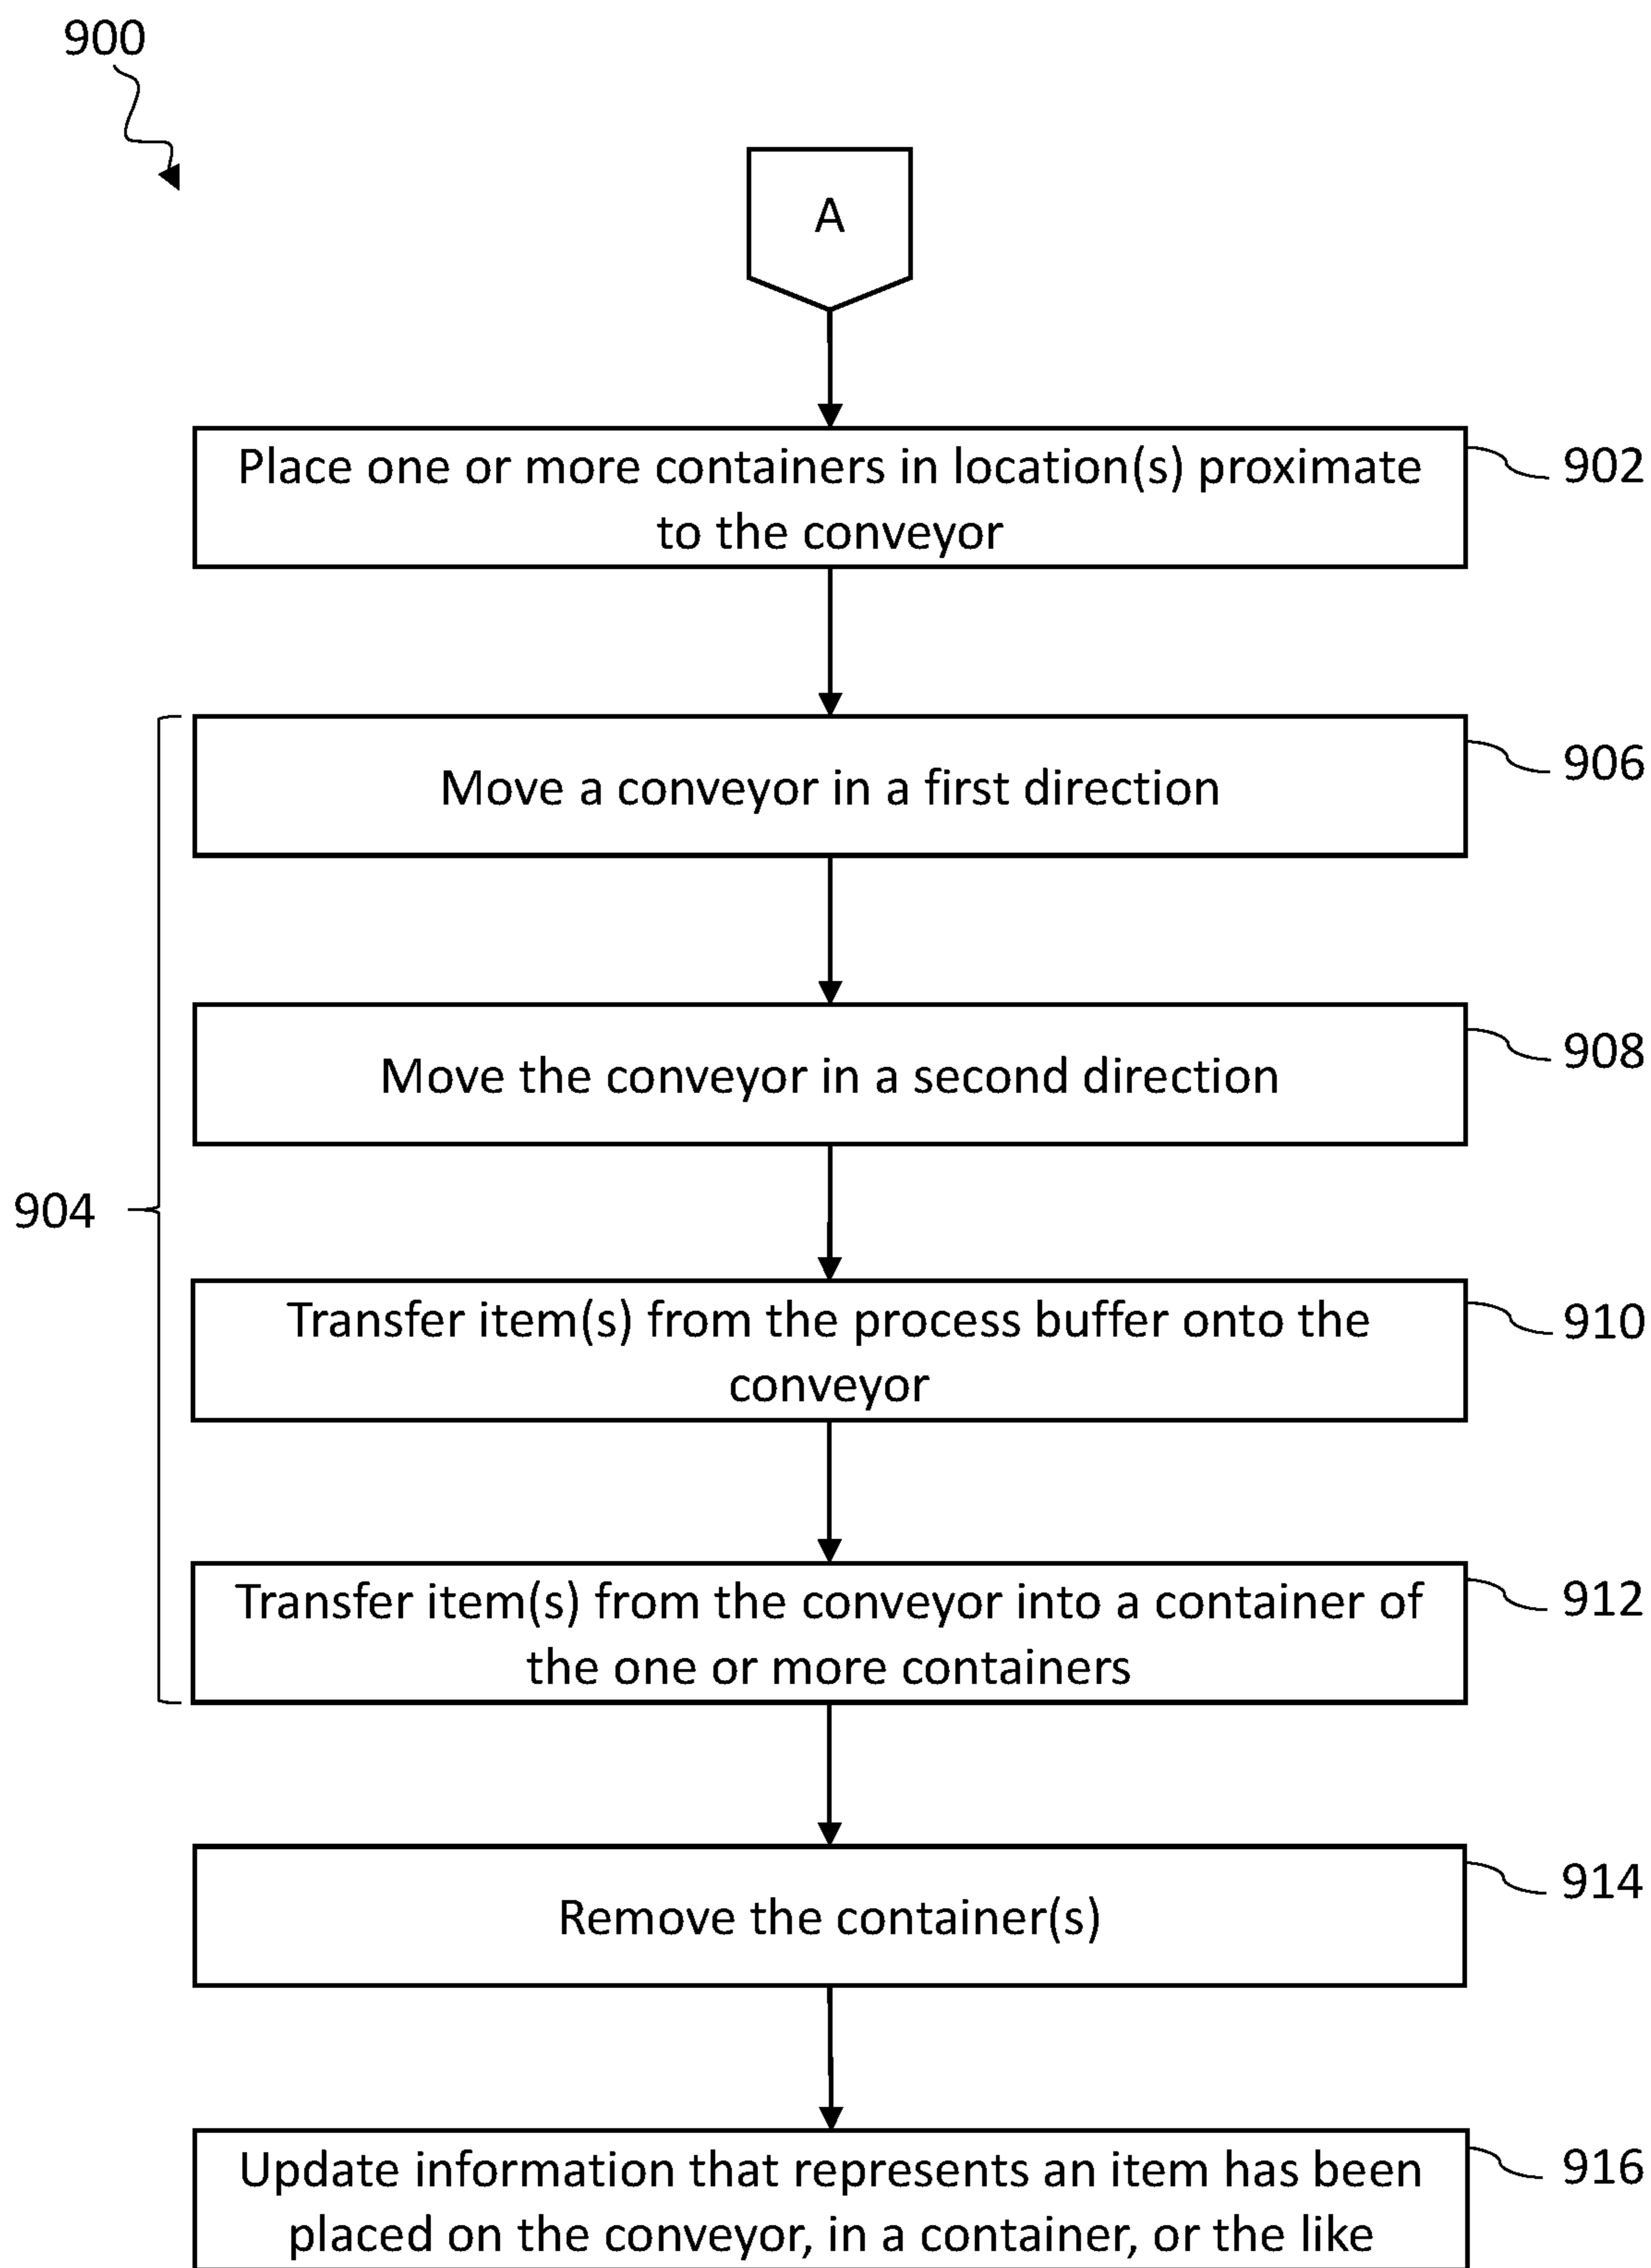 900
A
Place one or more containers in location(s) proximate
to the conveyor
902
Move a conveyor in a first direction
906
Move the conveyor in a second direction
908
904
Transfer item(s) from the process buffer onto the
conveyor
910
Transfer item(s) from the conveyor into a container of
the one or more containers
912
Remove the container(s)
914
Update information that represents an item has been
placed on the conveyor, in a container, or the like
916